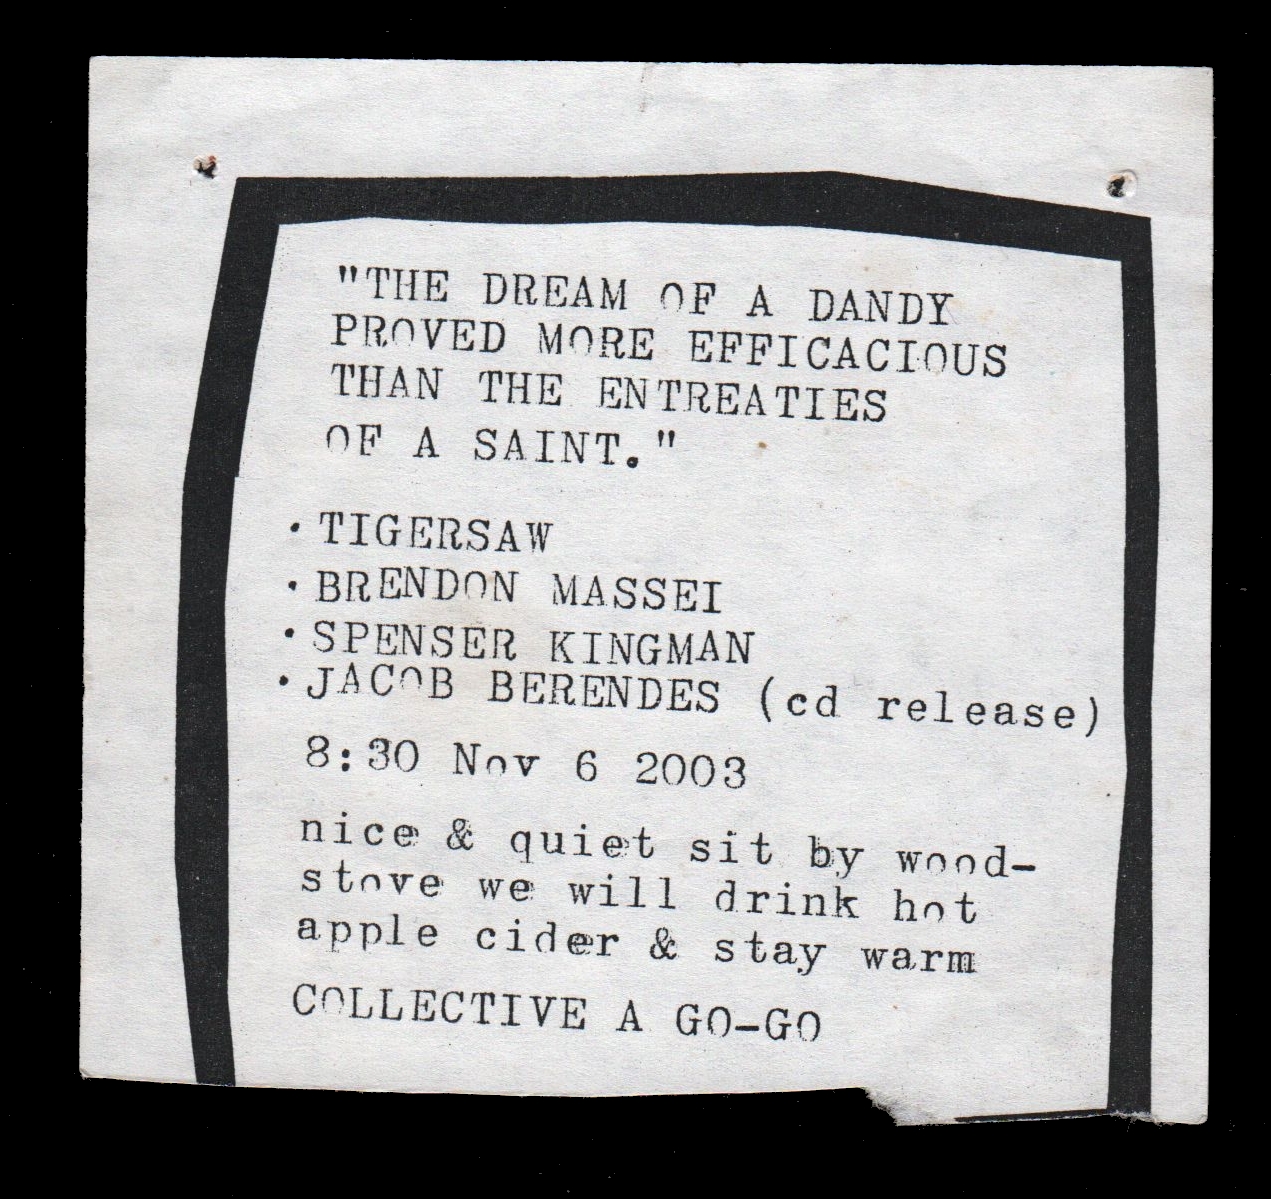 "THE DREAM OF A DANDY
PROVED MORE EFFICACIOUS
THAN THE ENTREATIES
OF A SAINT."
· TIGERSAW
· BRENDON MASSEI
· SPENSER KINGMAN
· JACOB BERENDES (cd release)
8:30 Nov 6 2003
nice & quiet sit by wood-
stove we will drink hot
apple cider & stay warm
COLLECTIVE A GO-GO